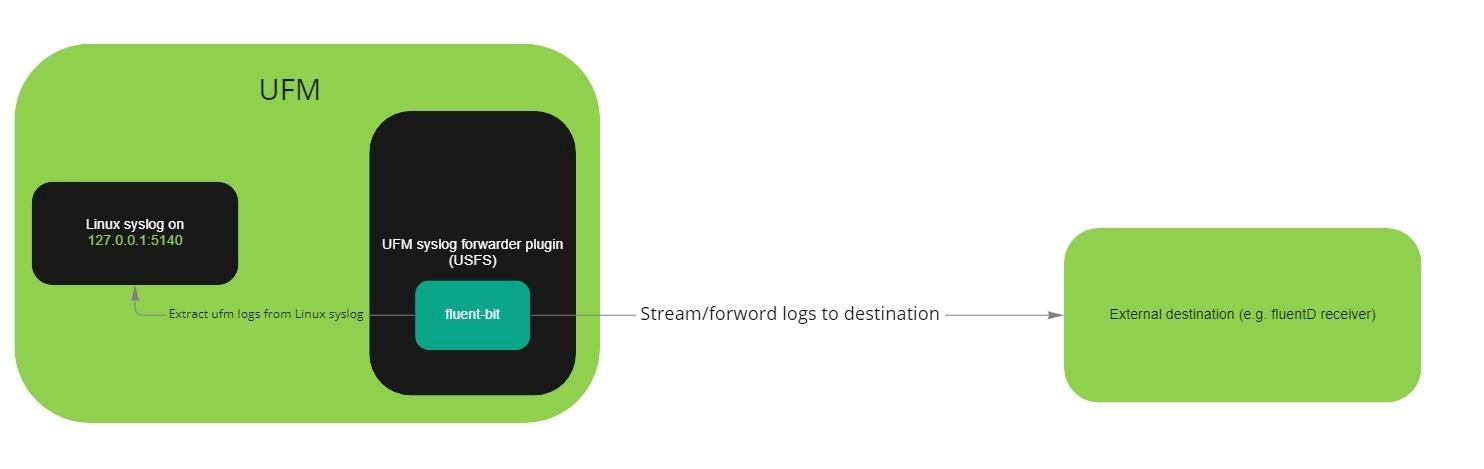 UFM
Linux syslog on
127.0.0.1:5140
UFM syslog forwarder plugin
(USFS)
Extract ufm logs from Linux syslog
fluent-bit
Stream/forword logs to destination
External destination (e.g. fluentD receiver)